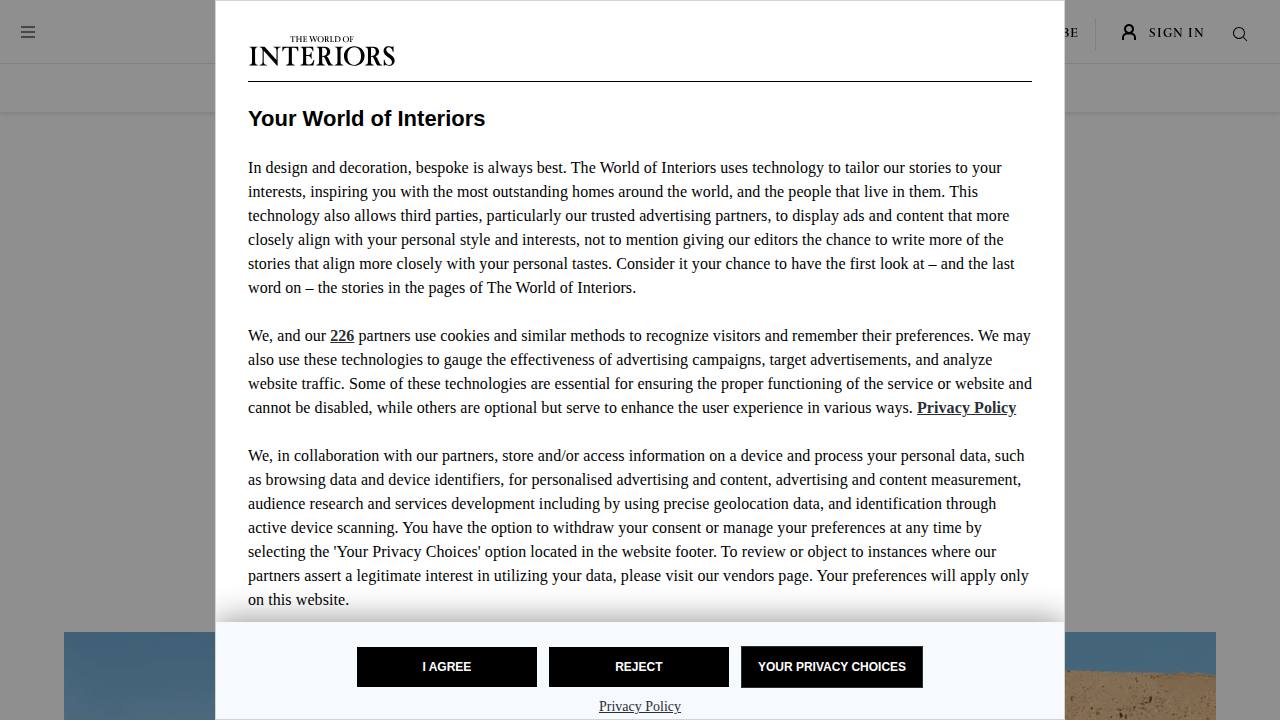 BE
SIGN IN
THE WORLD OF
INTERIORS
Your World of Interiors
In design and decoration, bespoke is always best. The World of Interiors uses technology to tailor our stories to your
interests, inspiring you with the most outstanding homes around the world, and the people that live in them. This
technology also allows third parties, particularly our trusted advertising partners, to display ads and content that more
closely align with your personal style and interests, not to mention giving our editors the chance to write more of the
stories that align more closely with your personal tastes. Consider it your chance to have the first look at – and the last
word on – the stories in the pages of The World of Interiors.
We, and our 226 partners use cookies and similar methods to recognize visitors and remember their preferences. We may
also use these technologies to gauge the effectiveness of advertising campaigns, target advertisements, and analyze
website traffic. Some of these technologies are essential for ensuring the proper functioning of the service or website and
cannot be disabled, while others are optional but serve to enhance the user experience in various ways. Privacy Policy
We, in collaboration with our partners, store and/or access information on a device and process your personal data, such
as browsing data and device identifiers, for personalised advertising and content, advertising and content measurement,
audience research and services development including by using precise geolocation data, and identification through
active device scanning. You have the option to withdraw your consent or manage your preferences at any time by
selecting the 'Your Privacy Choices' option located in the website footer. To review or object to instances where our
partners assert a legitimate interest in utilizing your data, please visit our vendors page. Your preferences will apply only
on this website.
I AGREE
REJECT
YOUR PRIVACY CHOICES
Privacy Policy